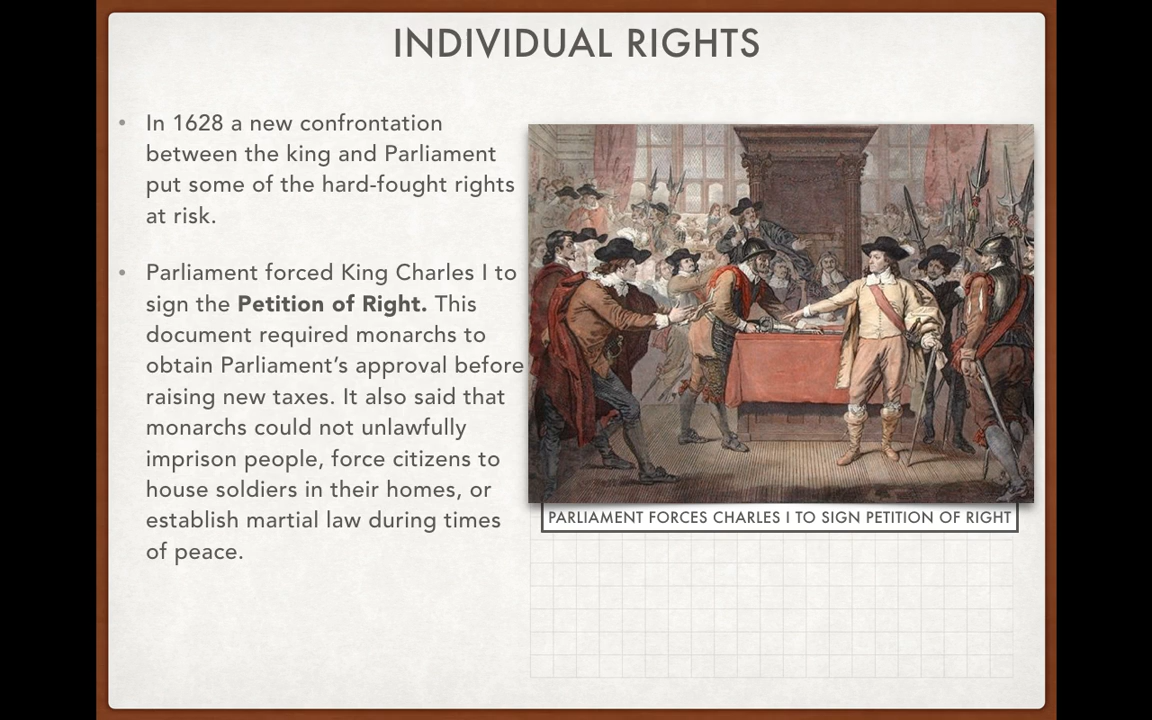 INDIVIDUAL RIGHTS
• In 1628 a new confrontation
between the king and Parliament
put some of the hard-fought rights
at risk.
• Parliament forced King Charles I to
sign the Petition of Right. This
document required monarchs to
obtain Parliament’s approval before
raising new taxes. It also said that
monarchs could not unlawfully
imprison people, force citizens to
house soldiers in their homes, or
establish martial law during times
of peace.
PARLIAMENT FORCES CHARLES I TO SIGN PETITION OF RIGHT